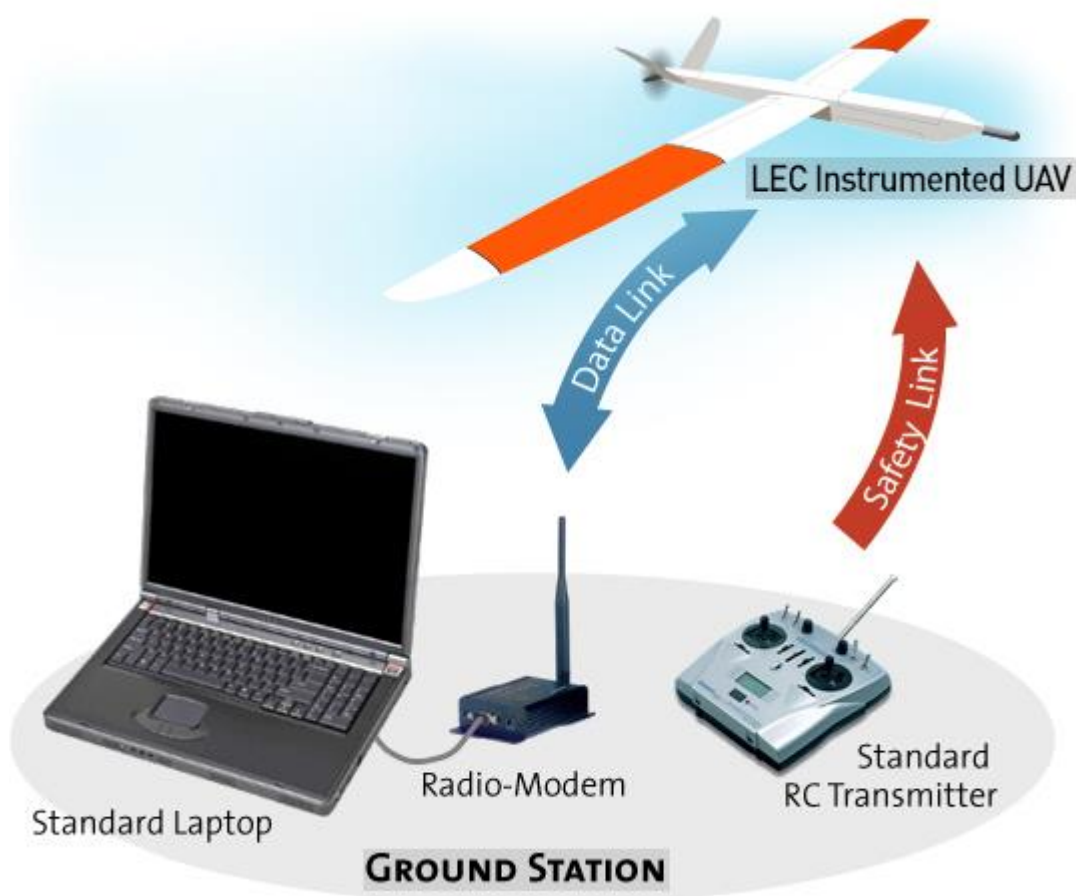 LEC Instrumented UAV
Data Link
Safety Link
Radio-Modem
Standard
RC Transmitter
Standard Laptop
GROUND STATION